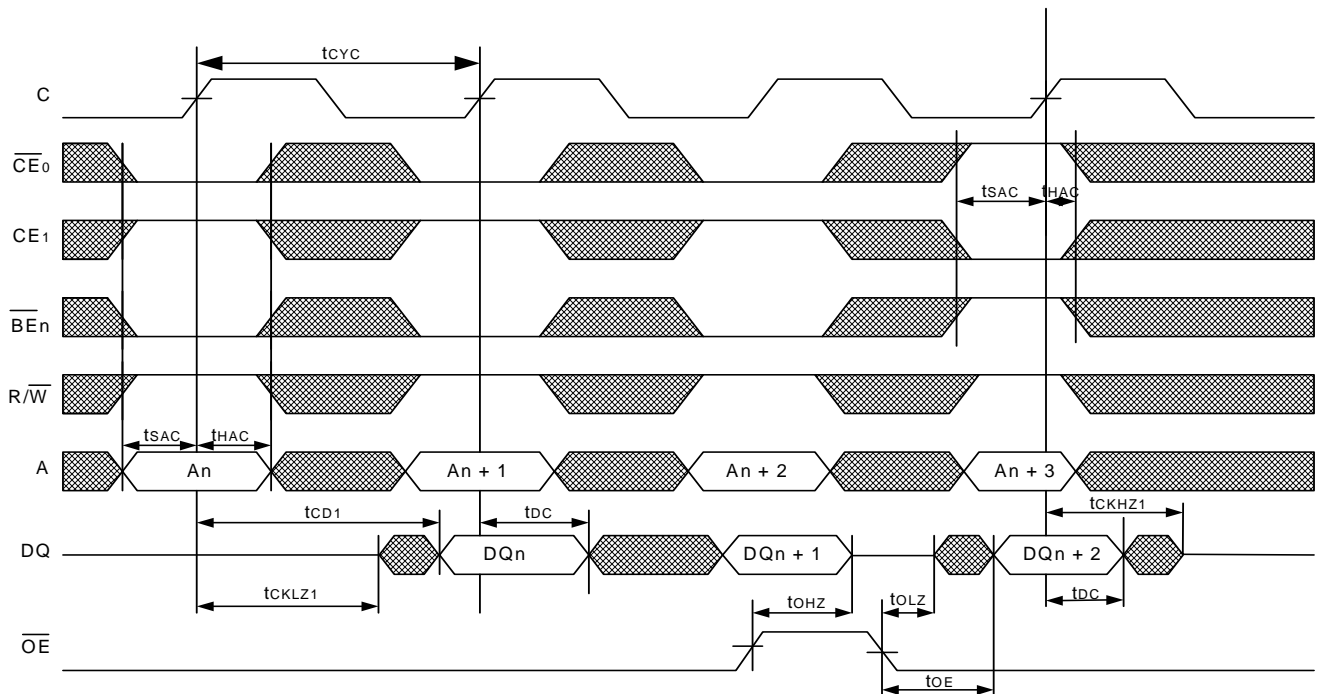 tCYC
C
CE0
tSAC tHAC
CE1
BEn
R/W
tSAC tHAC
A An An + 1 An + 2 An + 3
tCD1 tDC tCKHZ1
DQ DQn DQn + 1 DQn + 2
tCKLZ1 tOHZ tOLZ tDC
OE
tOE